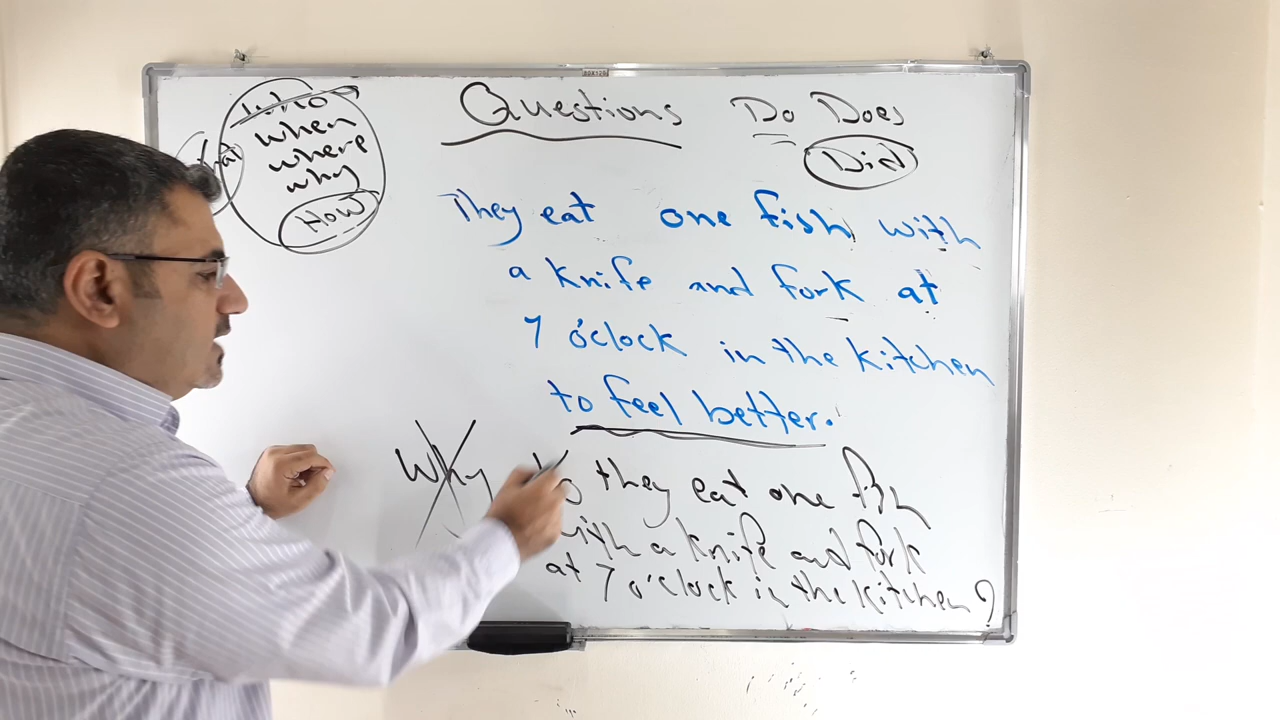 Who
when
where
why
How
Questions Do Does
Did
They eat one fish with
a knife and fork at
7 o'clock in the kitchen
to feel better.
Why they eat one fish
with a knife and fork
at 7 o'clock in the kitchen?